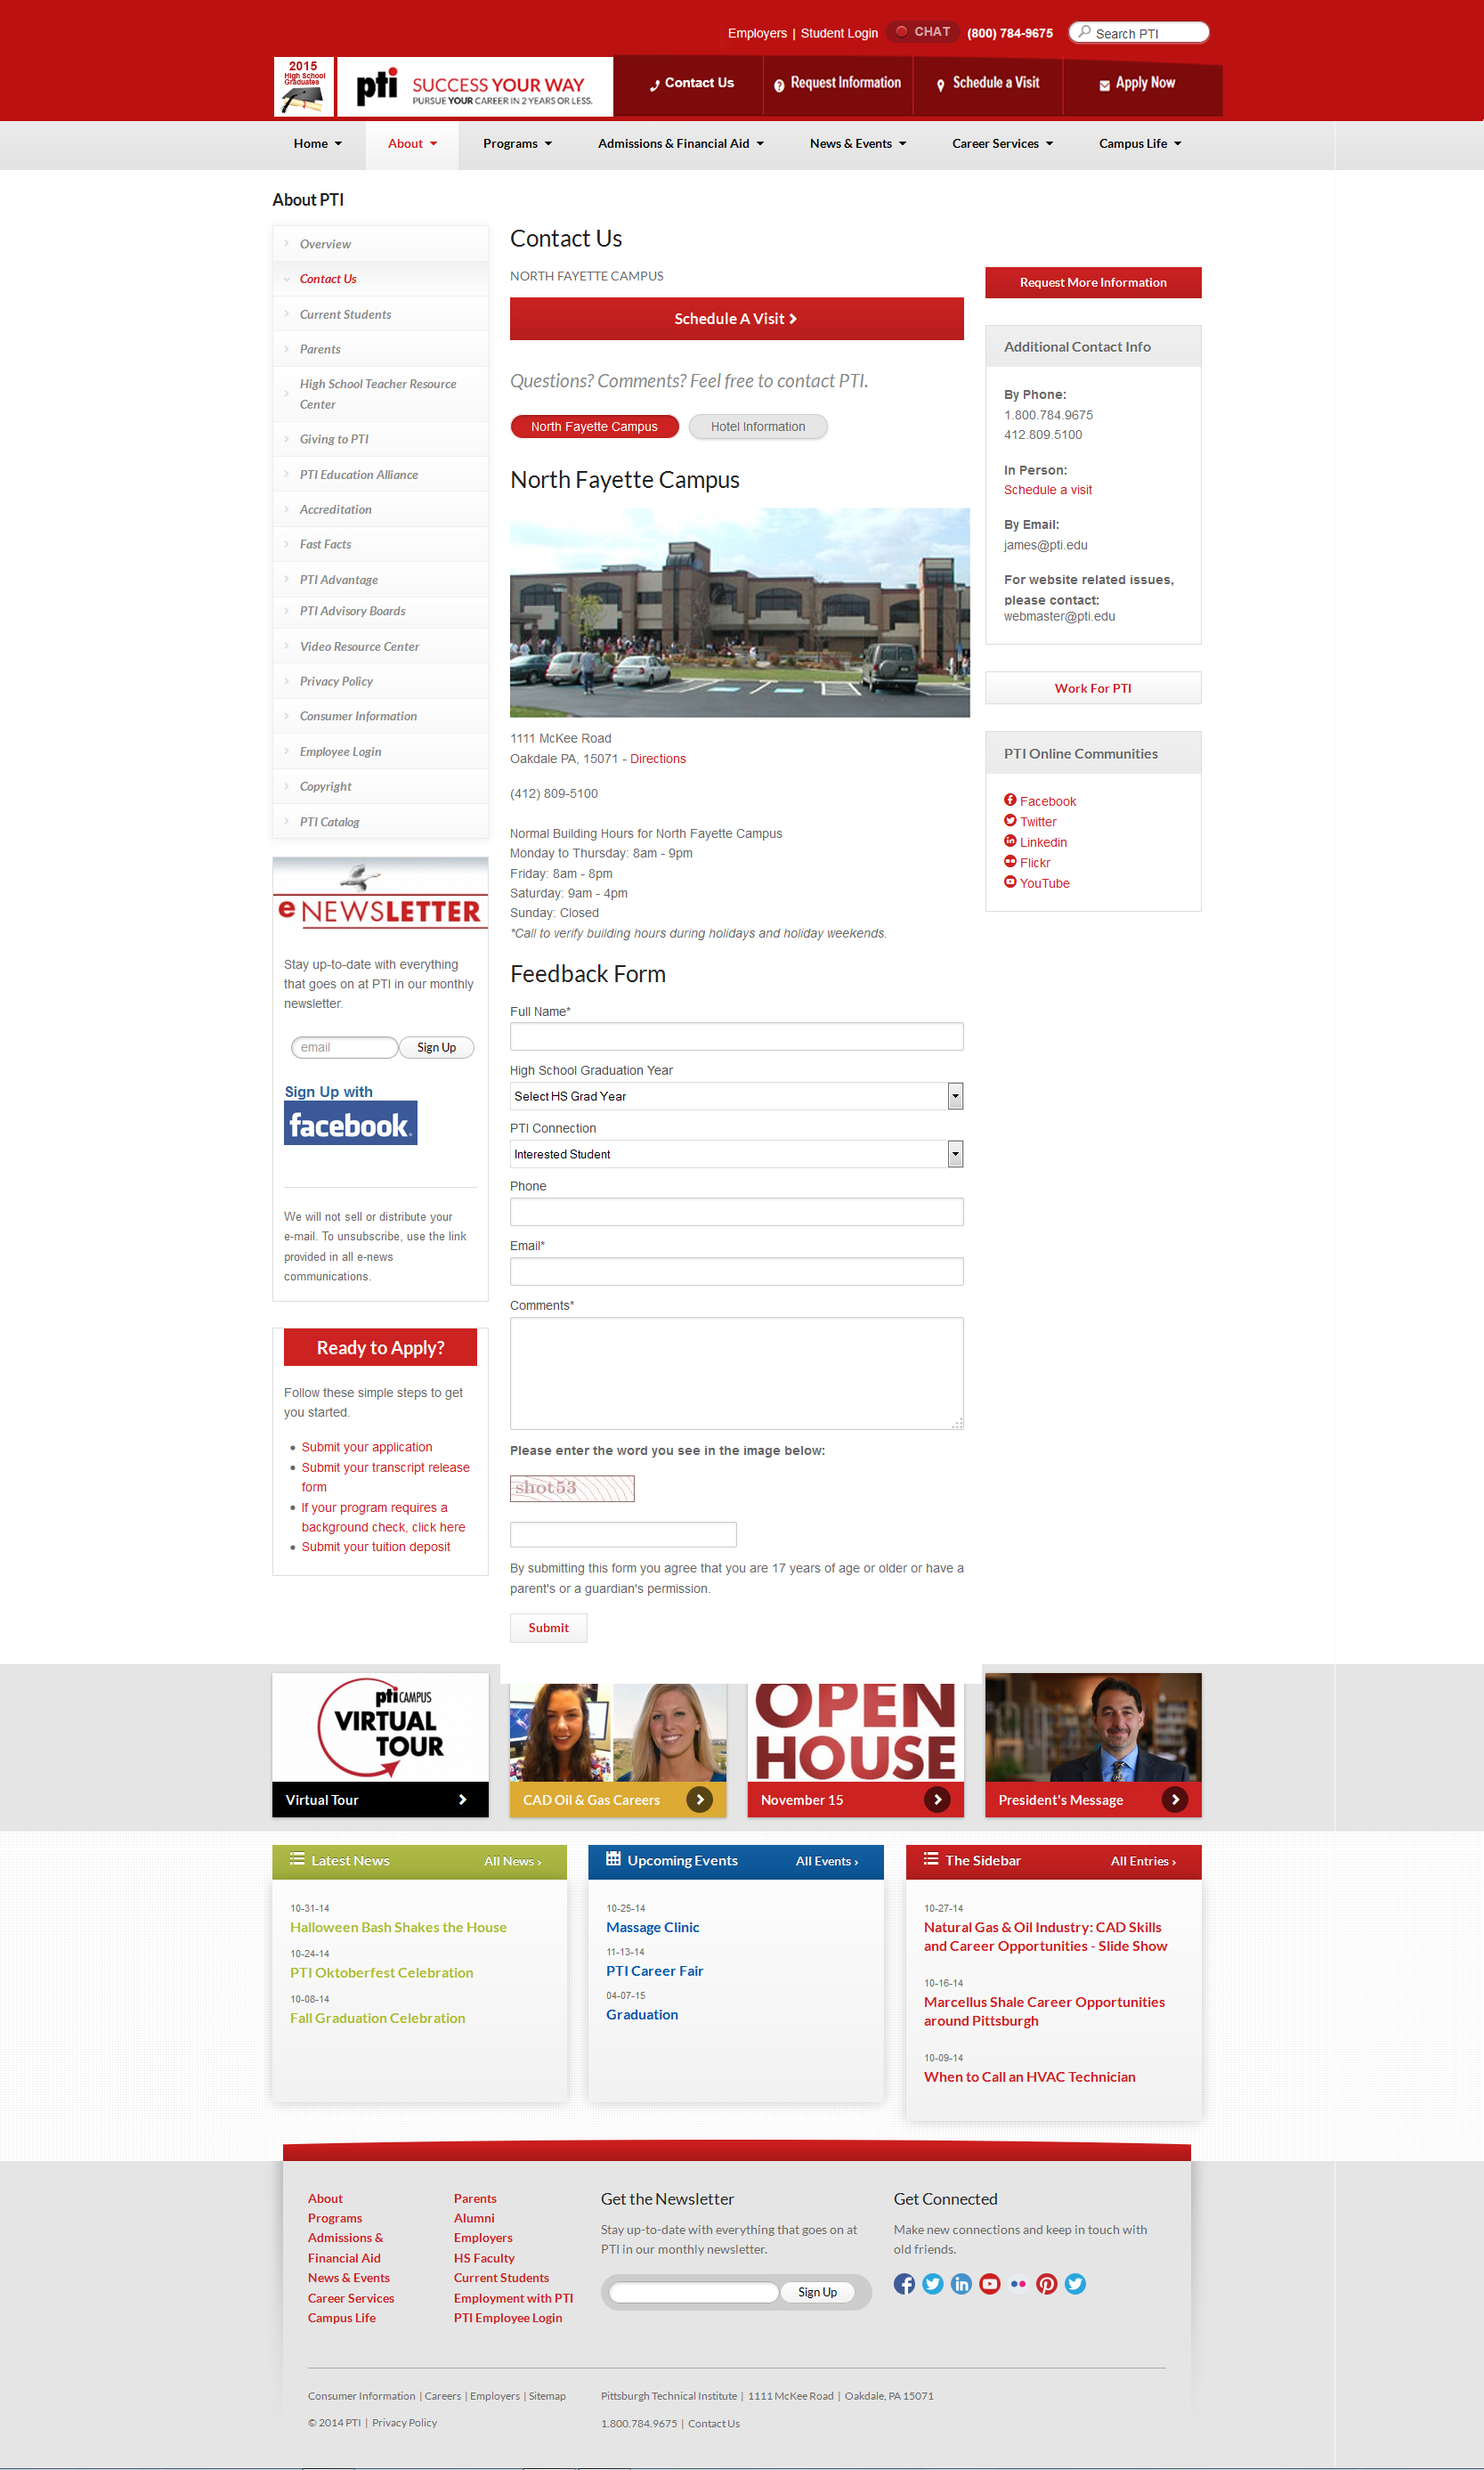 Employers | Student Login CHAT (800) 784-9675 Search PTI
2015
High School
Graduates
pti SUCCESS YOUR WAY
PURSUE YOUR CAREER IN 2 YEARS OR LESS.
Contact Us Request Information Schedule a Visit Apply Now
Home About Programs Admissions & Financial Aid News & Events Career Services Campus Life
About PTI
Overview
Contact Us
Current Students
Parents
High School Teacher Resource
Center
Giving to PTI
PTI Education Alliance
Accreditation
Fast Facts
PTI Advantage
PTI Advisory Boards
Video Resource Center
Privacy Policy
Consumer Information
Employee Login
Copyright
PTI Catalog
e NEWSLETTER
Stay up-to-date with everything
that goes on at PTI in our monthly
newsletter.
email Sign Up
Sign Up with
facebook.
We will not sell or distribute your
e-mail. To unsubscribe, use the link
provided in all e-news
communications.
Ready to Apply?
Follow these simple steps to get
you started.
Submit your application
Submit your transcript release
form
If your program requires a
background check, click here
Submit your tuition deposit
Contact Us
NORTH FAYETTE CAMPUS
Schedule A Visit
Questions? Comments? Feel free to contact PTI.
North Fayette Campus Hotel Information
North Fayette Campus
1111 McKee Road
Oakdale PA, 15071 - Directions
(412) 809-5100
Normal Building Hours for North Fayette Campus
Monday to Thursday: 8am - 9pm
Friday: 8am - 8pm
Saturday: 9am - 4pm
Sunday: Closed
*Call to verify building hours during holidays and holiday weekends.
Feedback Form
Full Name*
High School Graduation Year
Select HS Grad Year
PTI Connection
Interested Student
Phone
Email*
Comments*
Please enter the word you see in the image below:
shot53
By submitting this form you agree that you are 17 years of age or older or have a
parent's or a guardian's permission.
Submit
Request More Information
Additional Contact Info
By Phone:
1.800.784.9675
412.809.5100
In Person:
Schedule a visit
By Email:
james@pti.edu
For website related issues,
please contact:
webmaster@pti.edu
Work For PTI
PTI Online Communities
Facebook
Twitter
Linkedin
Flickr
YouTube
pti CAMPUS
VIRTUAL
TOUR
Virtual Tour
CAD Oil & Gas Careers
OPEN
HOUSE
November 15
President's Message
Latest News All News ›
10-31-14
Halloween Bash Shakes the House
10-24-14
PTI Oktoberfest Celebration
10-08-14
Fall Graduation Celebration
Upcoming Events All Events ›
10-25-14
Massage Clinic
11-13-14
PTI Career Fair
04-07-15
Graduation
The Sidebar All Entries ›
10-27-14
Natural Gas & Oil Industry: CAD Skills
and Career Opportunities - Slide Show
10-16-14
Marcellus Shale Career Opportunities
around Pittsburgh
10-09-14
When to Call an HVAC Technician
About
Programs
Admissions &
Financial Aid
News & Events
Career Services
Campus Life
Parents
Alumni
Employers
HS Faculty
Current Students
Employment with PTI
PTI Employee Login
Get the Newsletter
Stay up-to-date with everything that goes on at
PTI in our monthly newsletter.
Sign Up
Get Connected
Make new connections and keep in touch with
old friends.
Consumer Information | Careers | Employers | Sitemap
© 2014 PTI | Privacy Policy
Pittsburgh Technical Institute | 1111 McKee Road | Oakdale, PA 15071
1.800.784.9675 | Contact Us